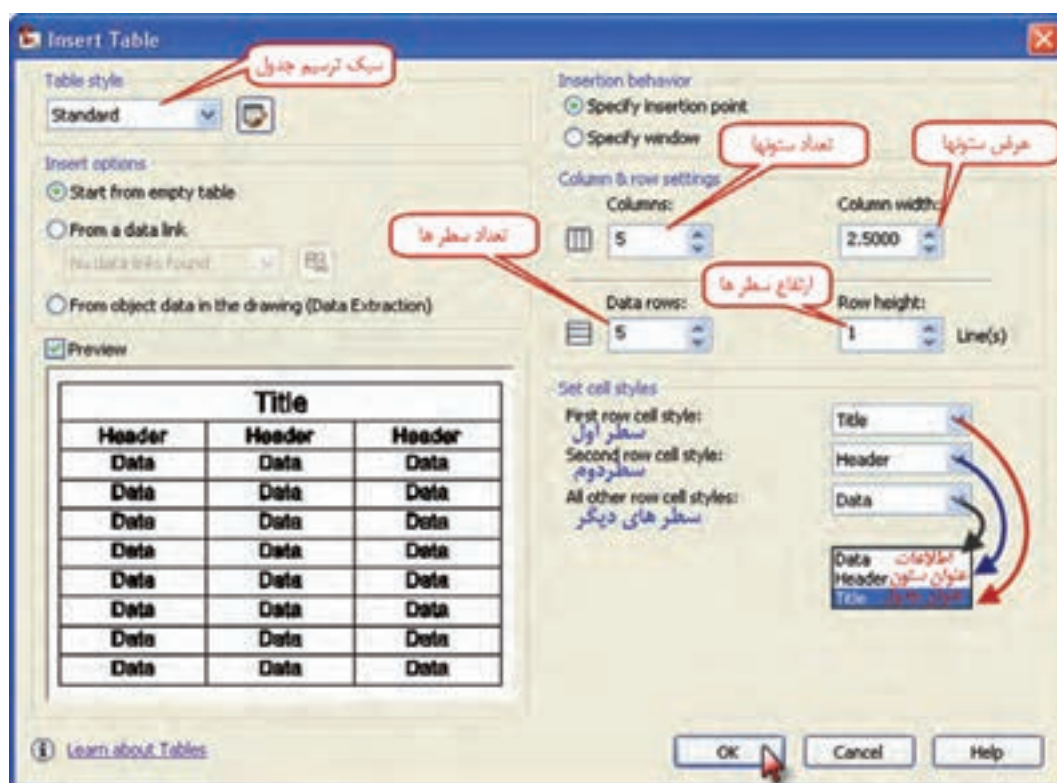 Insert Table
سبک ترسیم جدول
Table style
Standard
Insert options
Start from empty table
From a data link
No data links found
From object data in the drawing (Data Extraction)
Preview
Title
Header Header Header
Data Data Data
Data Data Data
Data Data Data
Data Data Data
Data Data Data
Data Data Data
Data Data Data
Data Data Data
Learn about Tables
Insertion behavior
Specify insertion point
Specify window
تعداد ستونها
عرض ستونها
Column & row settings
Columns: Column width:
5 2.5000
تعداد سطر ها
ارتفاع سطر ها
Data rows: Row height:
5 1 Line(s)
Set cell styles
First row cell style: Title
سطر اول
Second row cell style: Header
سطر دوم
All other row cell styles: Data
سطر های دیگر
Data اطلاعات
Header عنوان ستون
Title عنوان جدول
OK Cancel Help